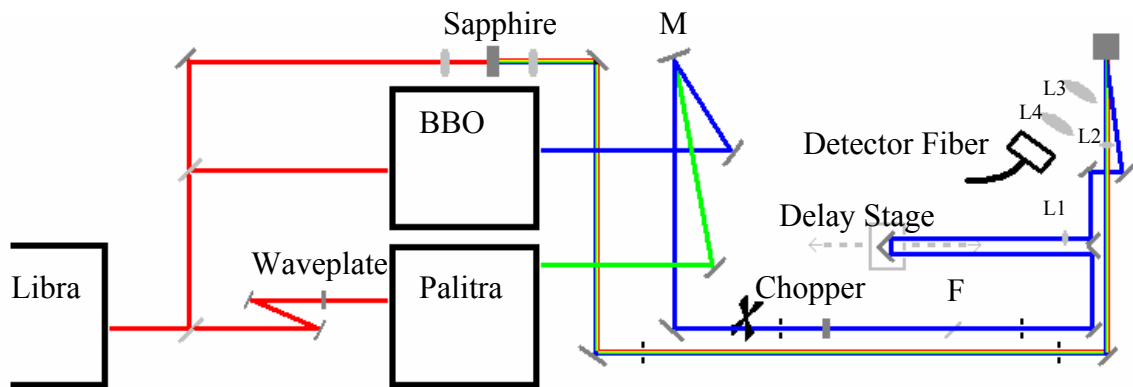 Sapphire
M
BBO
L3
L4
L2
Detector Fiber
Delay Stage
L1
Waveplate
Libra
Palitra
Chopper
F